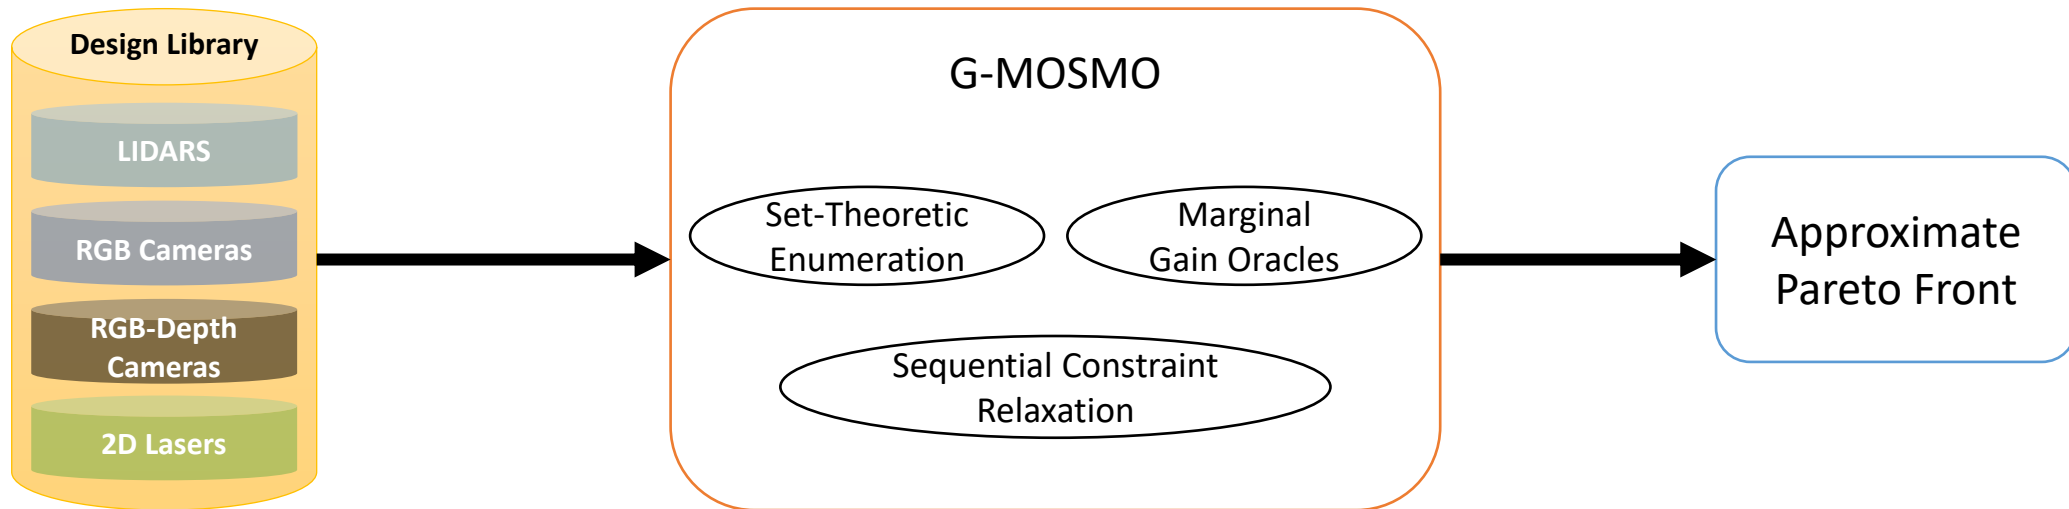 Design Library
LIDARS
RGB Cameras
RGB-Depth
Cameras
2D Lasers
G-MOSMO
Set-Theoretic
Enumeration
Marginal
Gain Oracles
Sequential Constraint
Relaxation
Approximate
Pareto Front